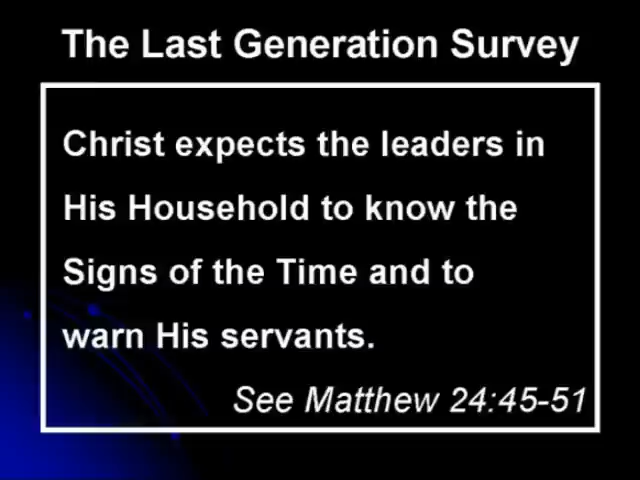 The Last Generation Survey
Christ expects the leaders in
His Household to know the
Signs of the Time and to
warn His servants.
See Matthew 24:45-51